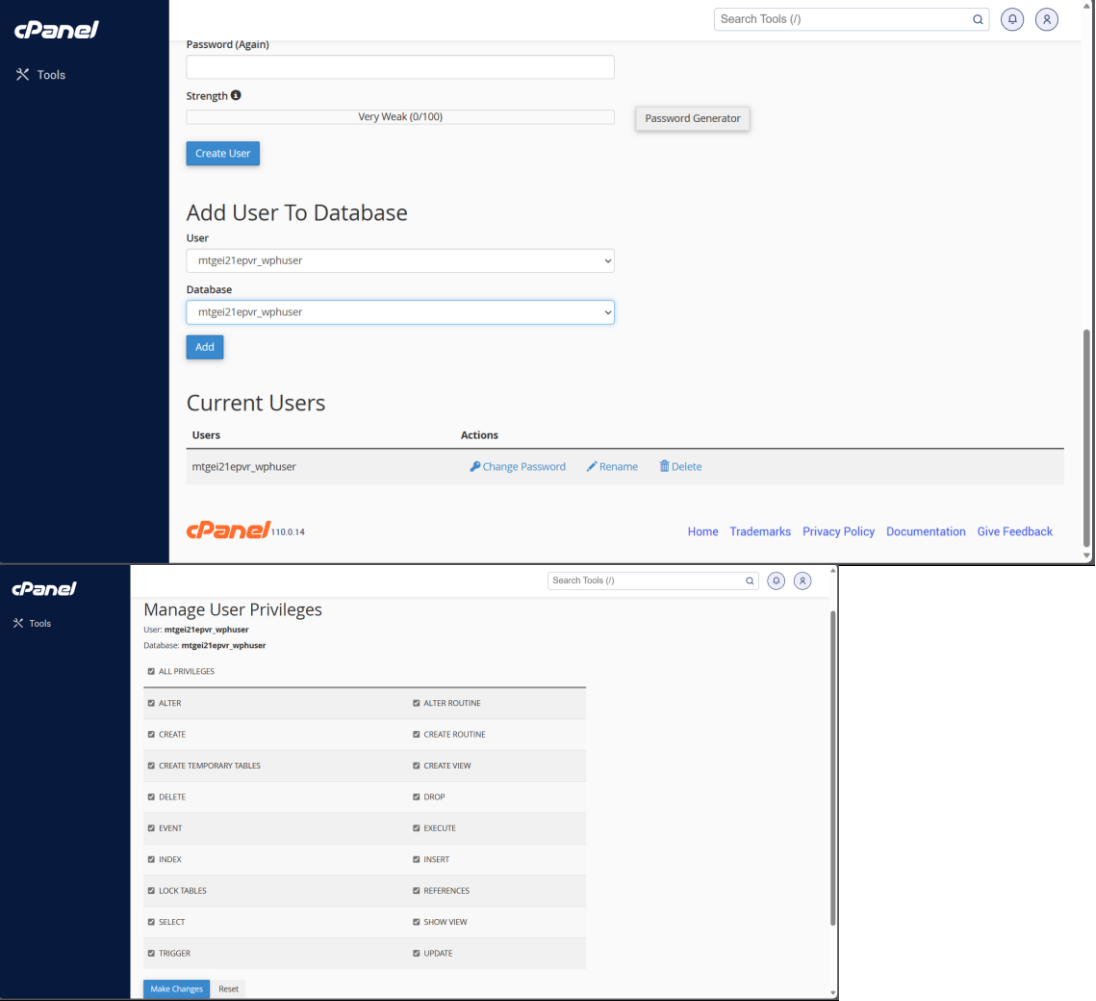 cPanel
Search Tools (/)
Tools
Password (Again)
Strength
Very Weak (0/100)
Password Generator
Create User
Add User To Database
User
mtgei21epvr_wphuser
Database
mtgei21epvr_wphuser
Add
Current Users
Users Actions
mtgei21epvr_wphuser Change Password Rename Delete
cPanel 110.0.14 Home Trademarks Privacy Policy Documentation Give Feedback
cPanel
Search Tools (/)
Tools
Manage User Privileges
User: mtgei21epvr_wphuser
Database: mtgei21epvr_wphuser
ALL PRIVILEGES
ALTER ALTER ROUTINE
CREATE CREATE ROUTINE
CREATE TEMPORARY TABLES CREATE VIEW
DELETE DROP
EVENT EXECUTE
INDEX INSERT
LOCK TABLES REFERENCES
SELECT SHOW VIEW
TRIGGER UPDATE
Make Changes Reset